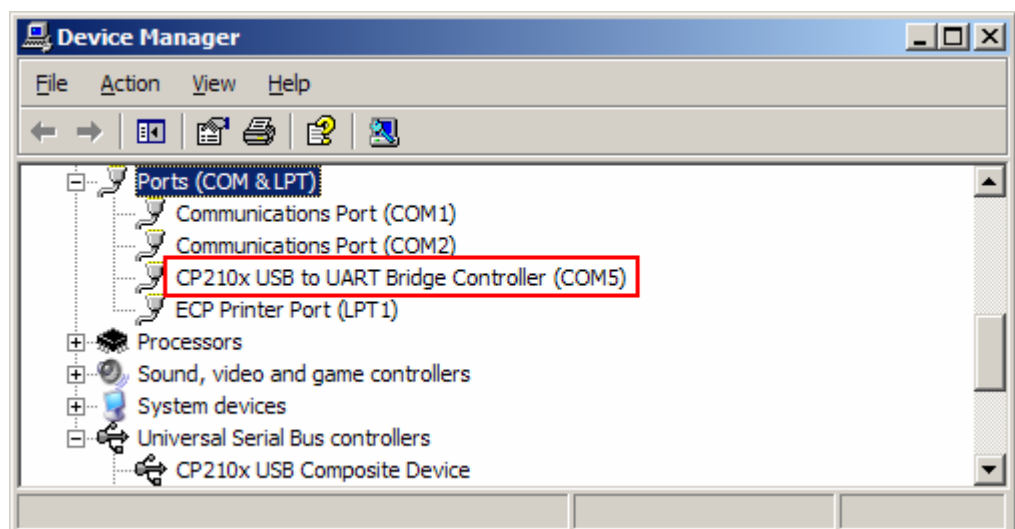 Device Manager
File Action View Help
Ports (COM & LPT)
Communications Port (COM1)
Communications Port (COM2)
CP210x USB to UART Bridge Controller (COM5)
ECP Printer Port (LPT1)
Processors
Sound, video and game controllers
System devices
Universal Serial Bus controllers
CP210x USB Composite Device